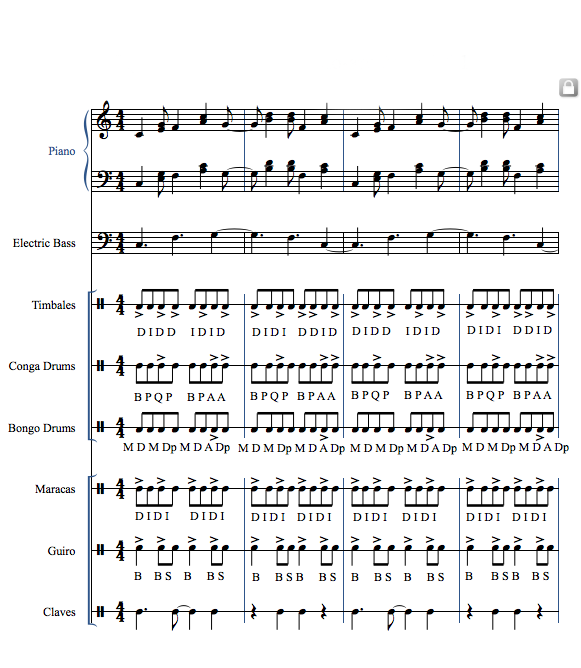 Piano
Electric Bass
Timbales
D I D D I D I D D I D I D D I D D I D D I D I D D I D I D D I D
Conga Drums
B P Q P B P A A B P Q P B P A A B P Q P B P A A B P Q P B P A A
Bongo Drums
M D M Dp M D A Dp M D M Dp M D A Dp M D M Dp M D A Dp M D M Dp M D A Dp
Maracas
D I D I D I D I D I D I D I D I D I D I D I D I D I D I D I D I
Guiro
B B S B B S B B S B B S B B S B B S B B S B B S
Claves